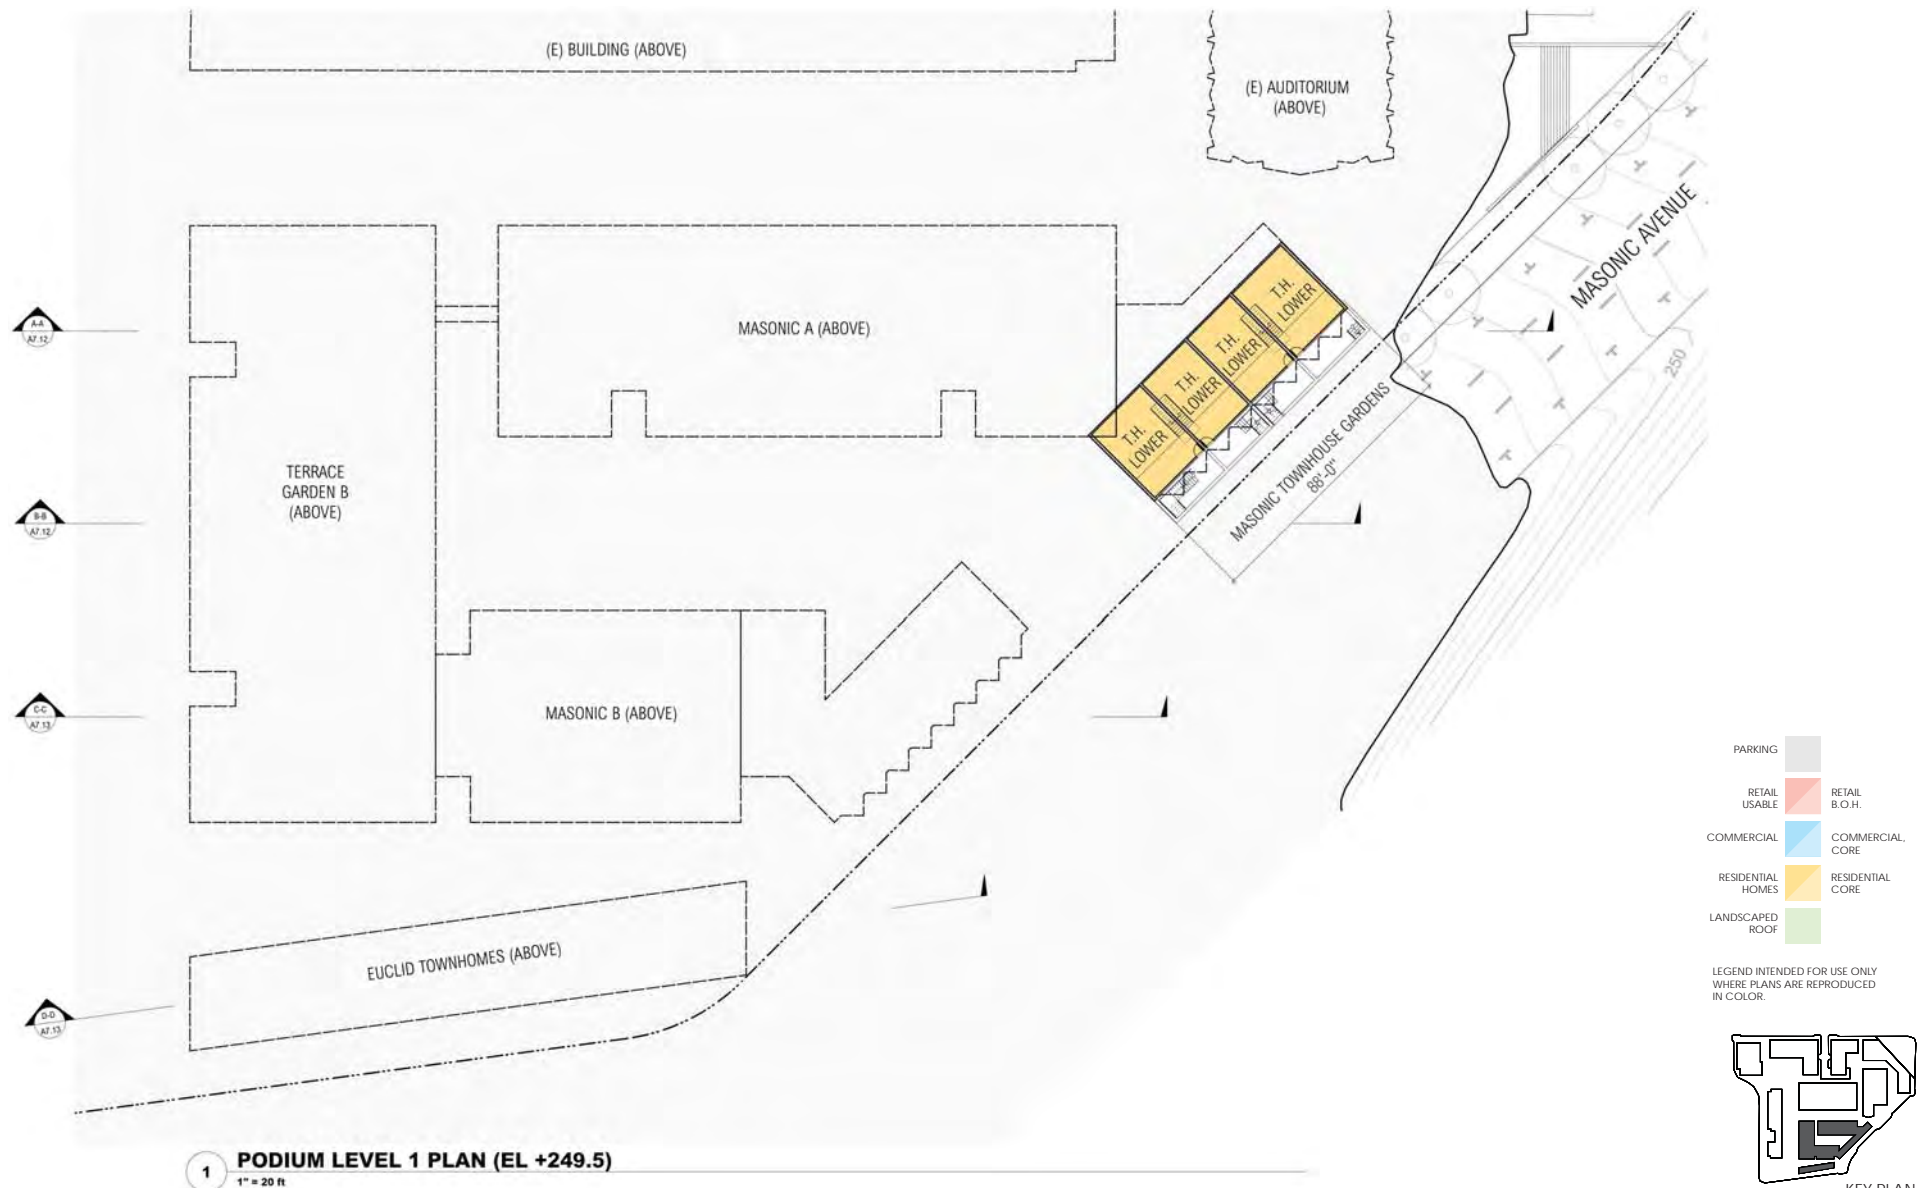 (E) BUILDING (ABOVE)
(E) AUDITORIUM
(ABOVE)
MASONIC AVENUE
A-A
A7.12
MASONIC A (ABOVE)
T.H.
LOWER
T.H.
LOWER
T.H.
LOWER
T.H.
LOWER
250
MASONIC TOWNHOUSE GARDENS
88'-0"
TERRACE
GARDEN B
(ABOVE)
B-B
A7.12
C-C
A7.13
MASONIC B (ABOVE)
EUCLID TOWNHOMES (ABOVE)
D-D
A7.13
PARKING
RETAIL
USABLE
RETAIL
B.O.H.
COMMERCIAL
COMMERCIAL,
CORE
RESIDENTIAL
HOMES
RESIDENTIAL
CORE
LANDSCAPED
ROOF
LEGEND INTENDED FOR USE ONLY
WHERE PLANS ARE REPRODUCED
IN COLOR.
1
PODIUM LEVEL 1 PLAN (EL +249.5)
1" = 20 ft
KEY PLAN